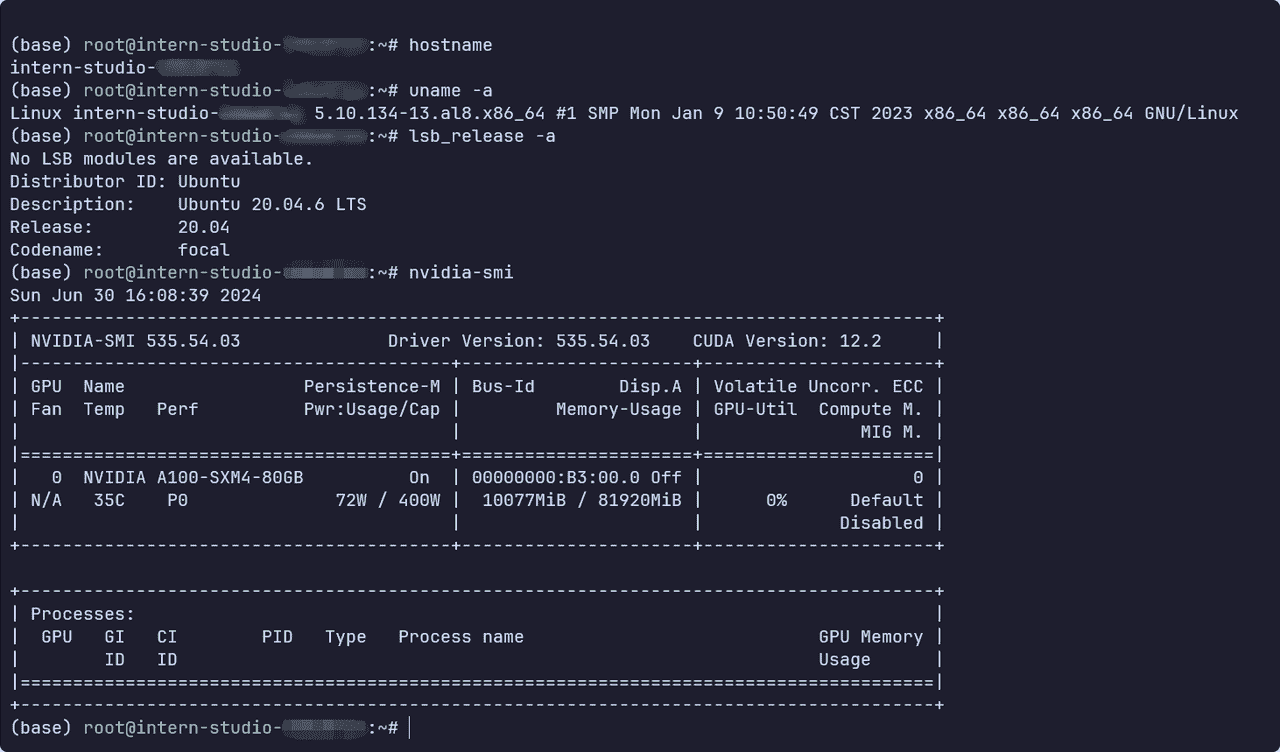 (base) root@intern-studio-:~# hostname
intern-studio-
(base) root@intern-studio-:~# uname -a
Linux intern-studio- 5.10.134-13.al8.x86_64 #1 SMP Mon Jan 9 10:50:49 CST 2023 x86_64 x86_64 x86_64 GNU/Linux
(base) root@intern-studio-:~# lsb_release -a
No LSB modules are available.
Distributor ID: Ubuntu
Description:    Ubuntu 20.04.6 LTS
Release:        20.04
Codename:       focal
(base) root@intern-studio-:~# nvidia-smi
Sun Jun 30 16:08:39 2024
+---------------------------------------------------------------------------------------+
| NVIDIA-SMI 535.54.03              Driver Version: 535.54.03    CUDA Version: 12.2     |
|-----------------------------------------+----------------------+----------------------+
| GPU  Name                 Persistence-M | Bus-Id        Disp.A | Volatile Uncorr. ECC |
| Fan  Temp   Perf          Pwr:Usage/Cap |         Memory-Usage | GPU-Util  Compute M. |
|                                         |                      |               MIG M. |
|=========================================+======================+======================|
|   0  NVIDIA A100-SXM4-80GB          On  | 00000000:B3:00.0 Off |                    0 |
| N/A   35C    P0              72W / 400W |  10077MiB / 81920MiB |      0%      Default |
|                                         |                      |             Disabled |
+-----------------------------------------+----------------------+----------------------+

+---------------------------------------------------------------------------------------+
| Processes:                                                                            |
|  GPU   GI   CI        PID   Type   Process name                            GPU Memory |
|        ID   ID                                                             Usage      |
|=======================================================================================|
+---------------------------------------------------------------------------------------+
(base) root@intern-studio-:~#